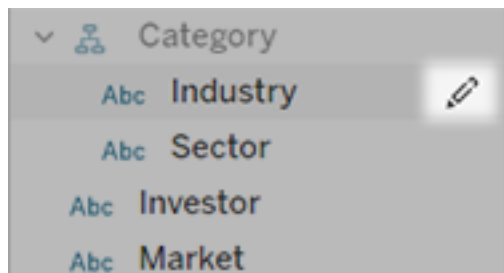 Category
Abc Industry
Abc Sector
Abc Investor
Abc Market